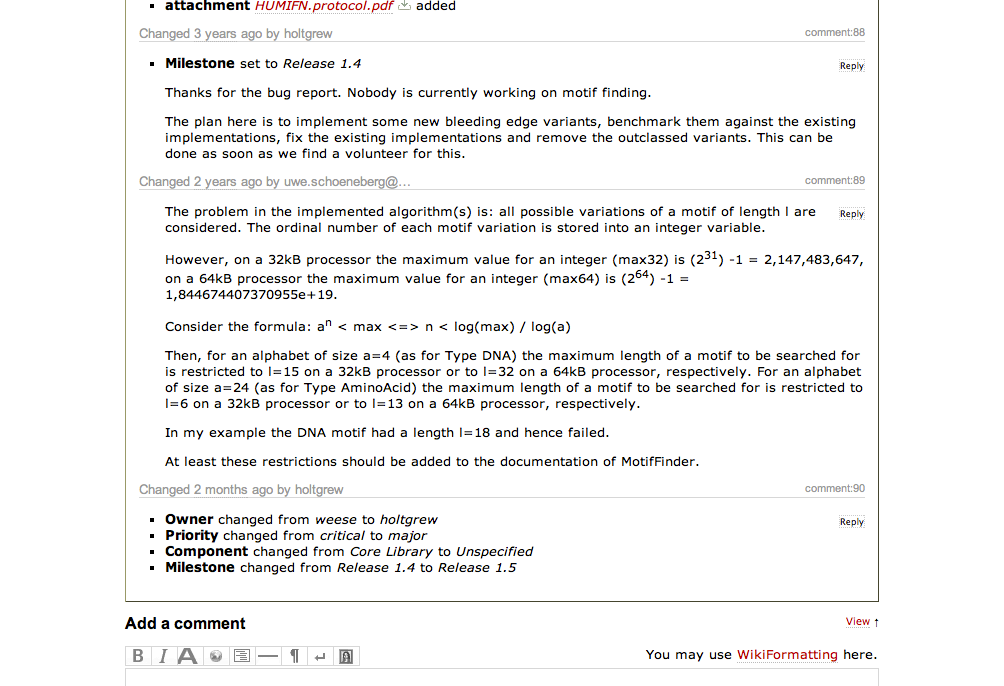 attachment HUMIFN.protocol.pdf added
Changed 3 years ago by holtgrew comment:88
Milestone set to Release 1.4 Reply
Thanks for the bug report. Nobody is currently working on motif finding.
The plan here is to implement some new bleeding edge variants, benchmark them against the existing
implementations, fix the existing implementations and remove the outclassed variants. This can be
done as soon as we find a volunteer for this.
Changed 2 years ago by uwe.schoeneberg@… comment:89
The problem in the implemented algorithm(s) is: all possible variations of a motif of length l are Reply
considered. The ordinal number of each motif variation is stored into an integer variable.
However, on a 32kB processor the maximum value for an integer (max32) is (2^31) -1 = 2,147,483,647,
on a 64kB processor the maximum value for an integer (max64) is (2^64) -1 =
1,844674407370955e+19.
Consider the formula: a^n < max <=> n < log(max) / log(a)
Then, for an alphabet of size a=4 (as for Type DNA) the maximum length of a motif to be searched for
is restricted to l=15 on a 32kB processor or to l=32 on a 64kB processor, respectively. For an alphabet
of size a=24 (as for Type AminoAcid) the maximum length of a motif to be searched for is restricted to
l=6 on a 32kB processor or to l=13 on a 64kB processor, respectively.
In my example the DNA motif had a length l=18 and hence failed.
At least these restrictions should be added to the documentation of MotifFinder.
Changed 2 months ago by holtgrew comment:90
Owner changed from weese to holtgrew Reply
Priority changed from critical to major
Component changed from Core Library to Unspecified
Milestone changed from Release 1.4 to Release 1.5
Add a comment View ↑
B I A ¶ ↵ You may use WikiFormatting here.